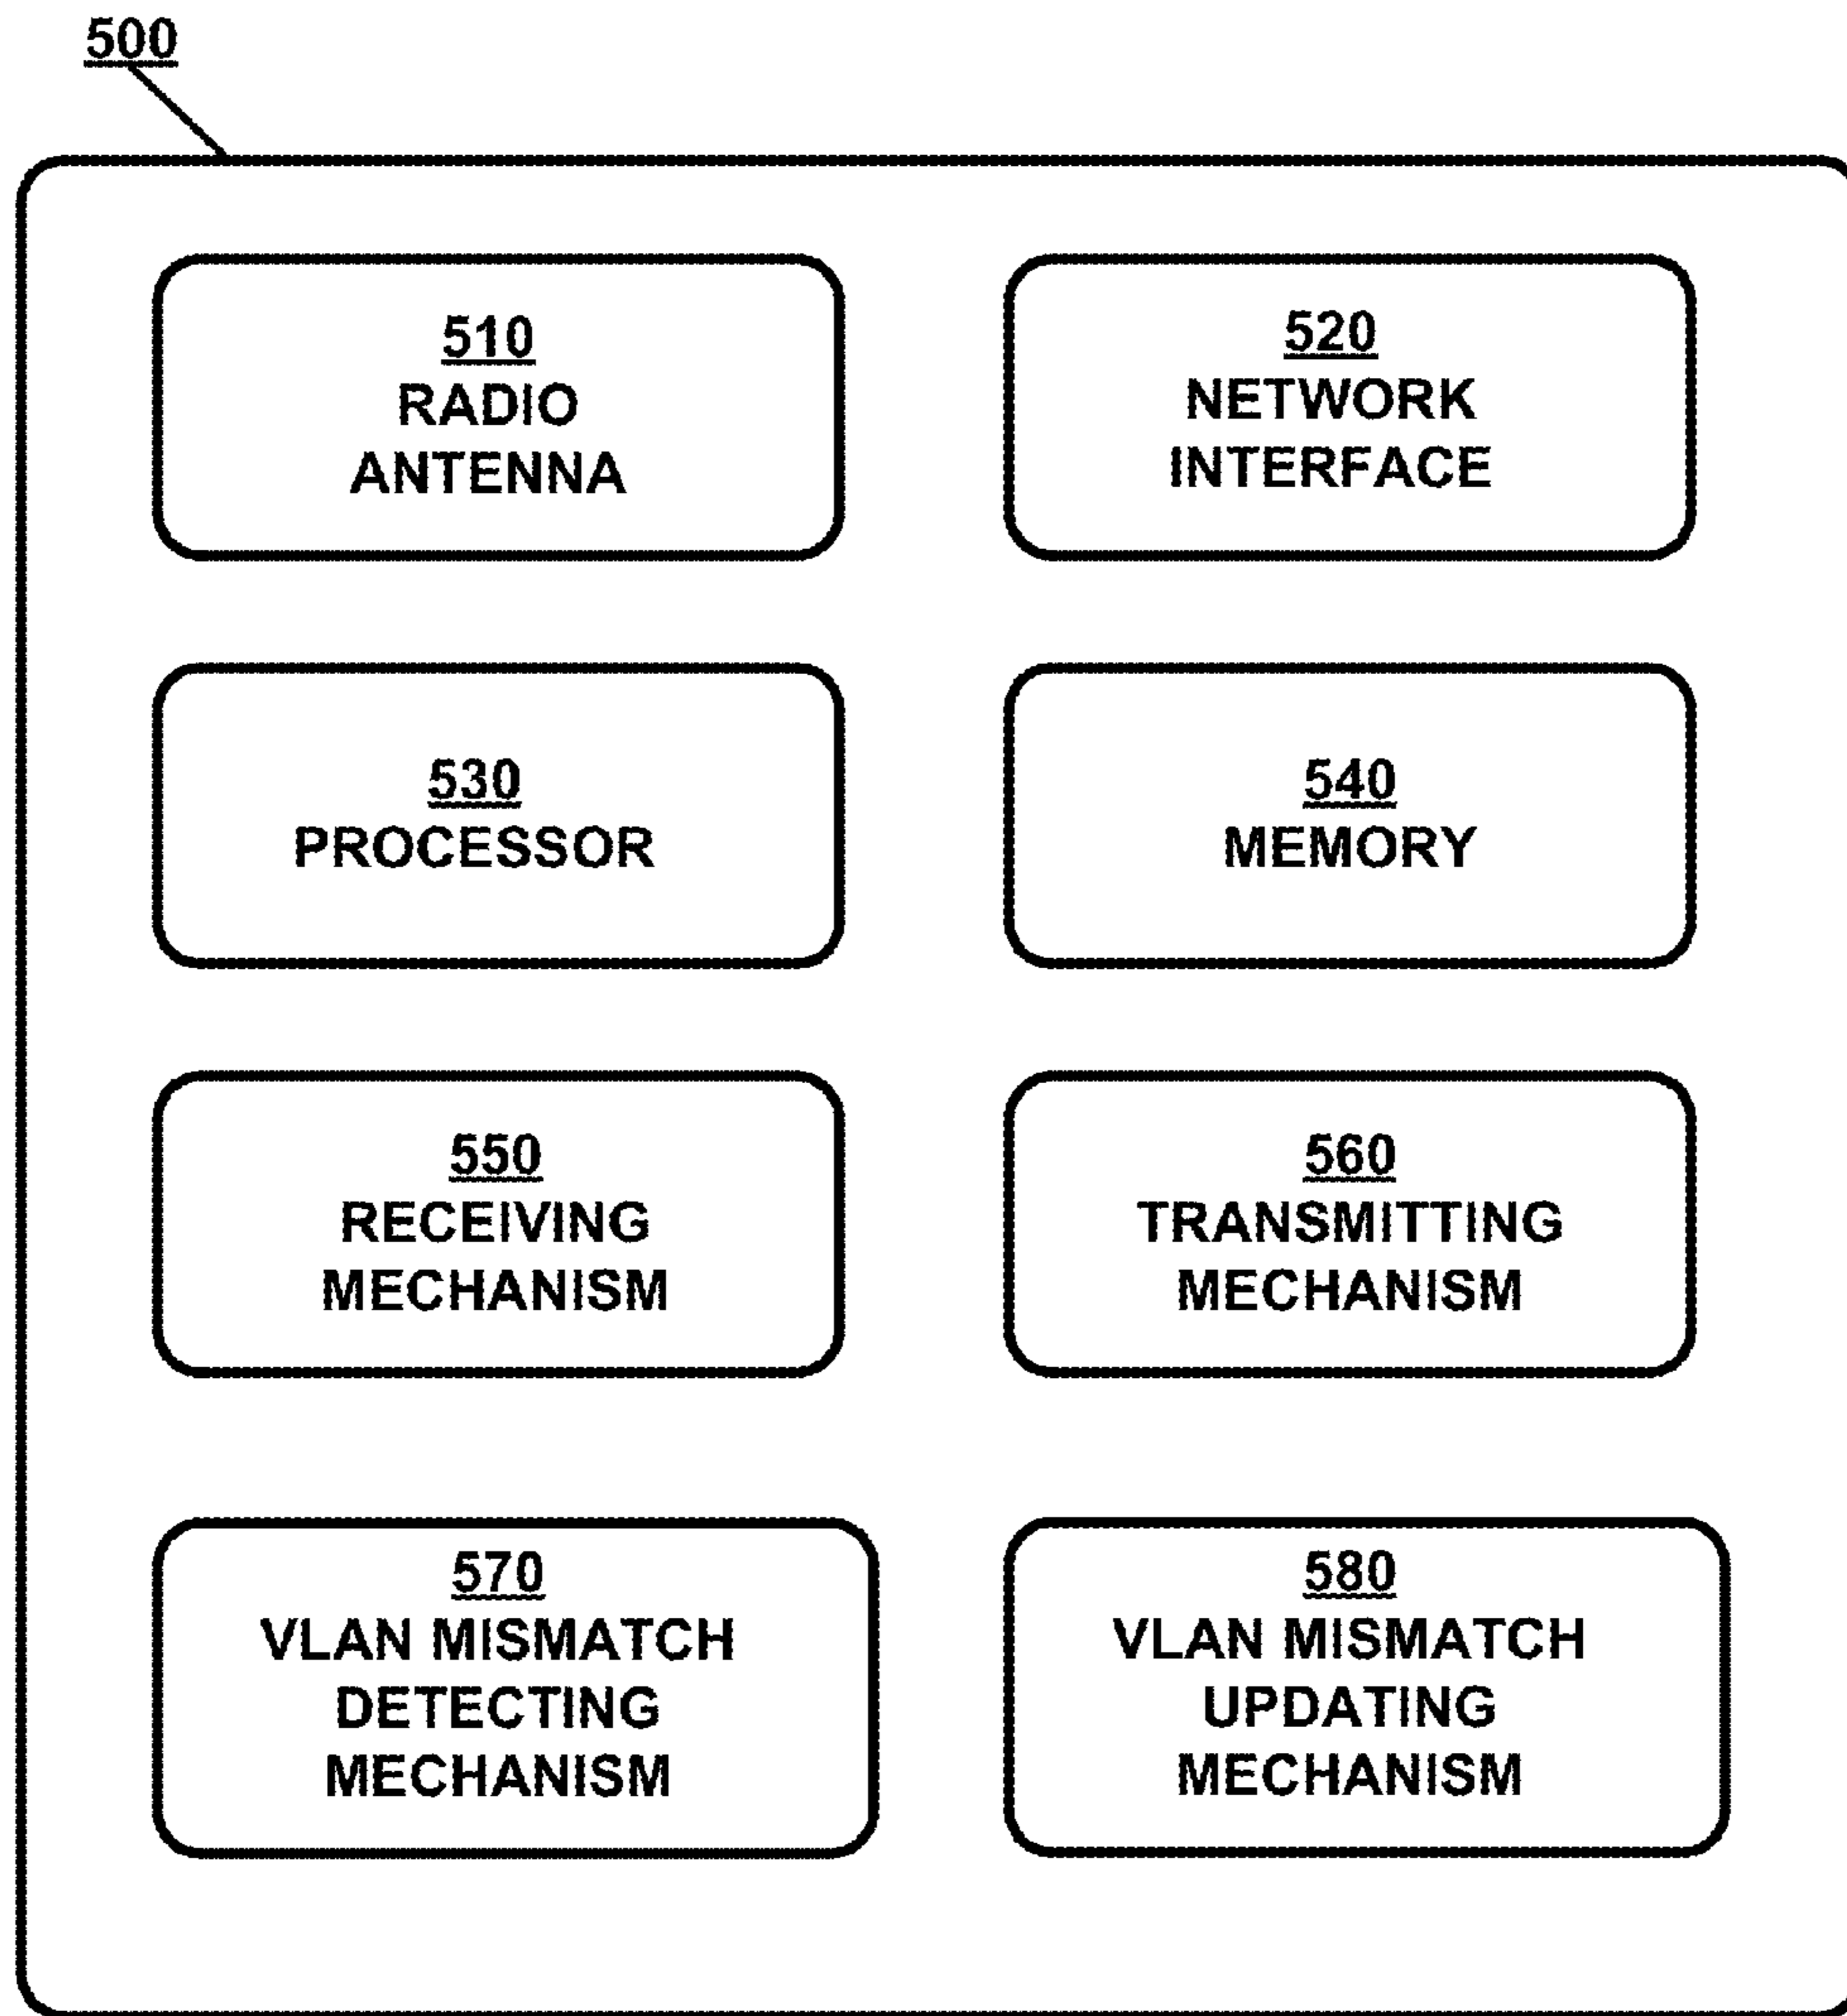 500
510
RADIO
ANTENNA
520
NETWORK
INTERFACE
530
PROCESSOR
540
MEMORY
550
RECEIVING
MECHANISM
560
TRANSMITTING
MECHANISM
570
VLAN MISMATCH
DETECTING
MECHANISM
580
VLAN MISMATCH
UPDATING
MECHANISM